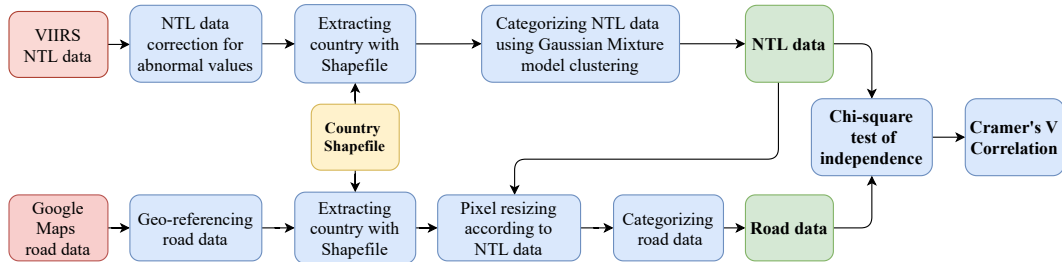 VIIRS
NTL data
NTL data
correction for
abnormal values
Extracting
country with
Shapefile
Categorizing NTL data
using Gaussian Mixture
model clustering
NTL data
Country
Shapefile
Chi-square
test of
independence
Cramer's V
Correlation
Google
Maps
road data
Geo-referencing
road data
Extracting
country with
Shapefile
Pixel resizing
according to
NTL data
Categorizing
road data
Road data